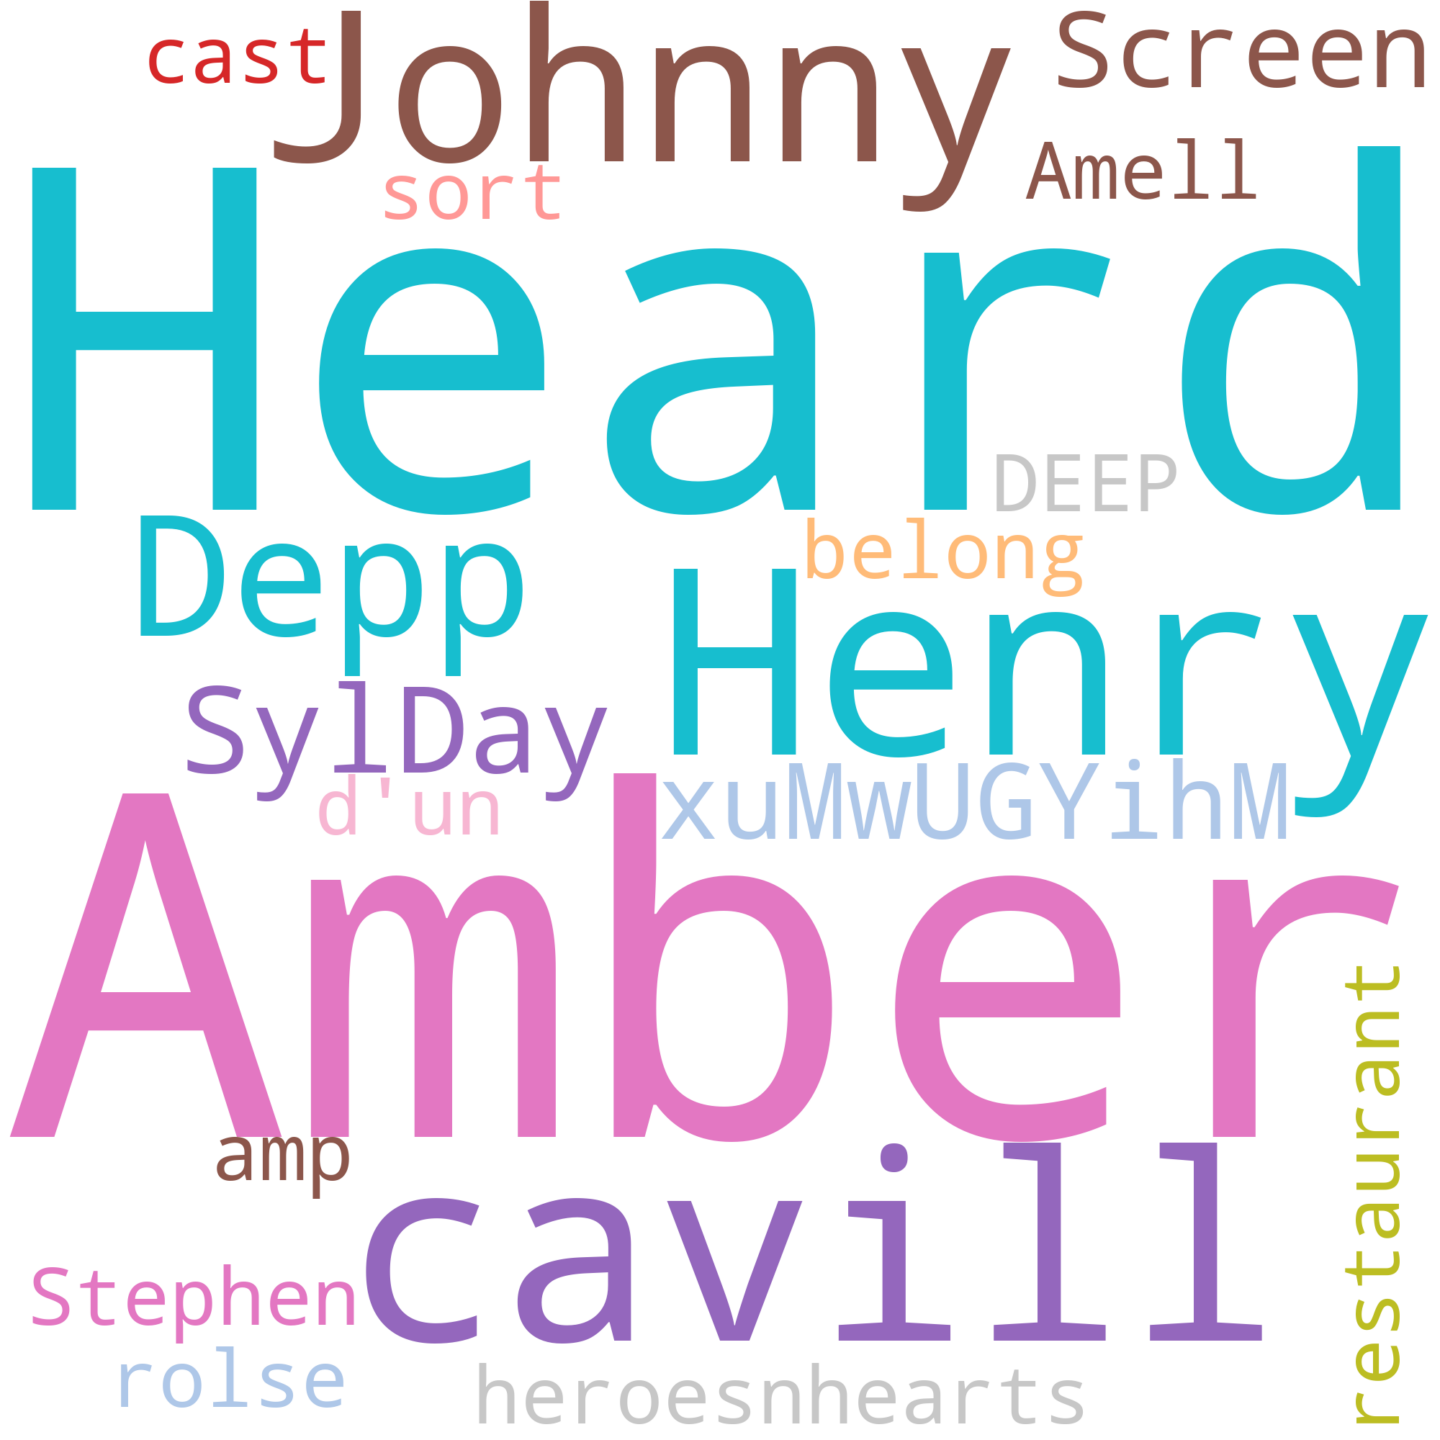 cast
Johnny
Screen
Amell
sort
Heard
DEEP
belong
Depp
Henry
SylDay
d'un
xuMwUGYihM
Amber
restaurant
amp
cavill
Stephen
rolse
heroesnhearts